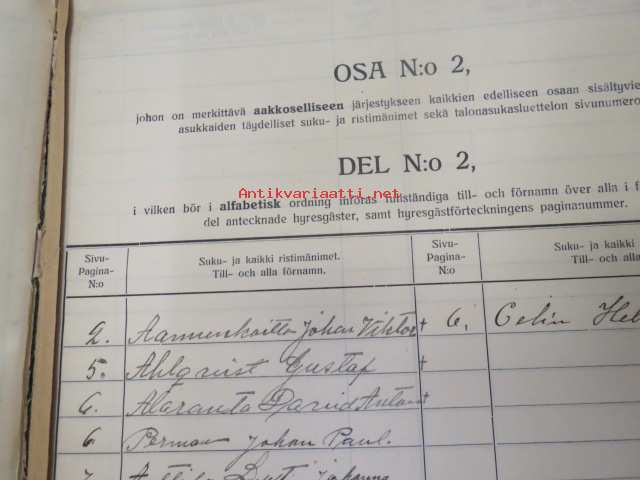 OSA N:o 2,
johon on merkittävä aakkoselliseen järjestykseen kaikkien edelliseen osaan sisältyvie
asukkaiden täydelliset suku- ja ristimänimet sekä talonasukasluettelon sivunumero
DEL N:o 2,
Antikvariaatti.net
i vilken bör i alfabetisk ordning införas fullständiga till- och förnamn över alla i f
del antecknade hyresgäster, samt hyresgästförteckningens paginanummer.
Sivu- Suku- ja kaikki ristimänimet. Sivu- Suku- ja kaikki
Pagina- Till- och alla förnamn. Pagina- Till- och alla
N:o N:o
2. Johan Viktor + 6, Celin Hel
5. Ahlqvist Gustaf +
6. Alaranta David Anton +
6 Perman Johan Paul.